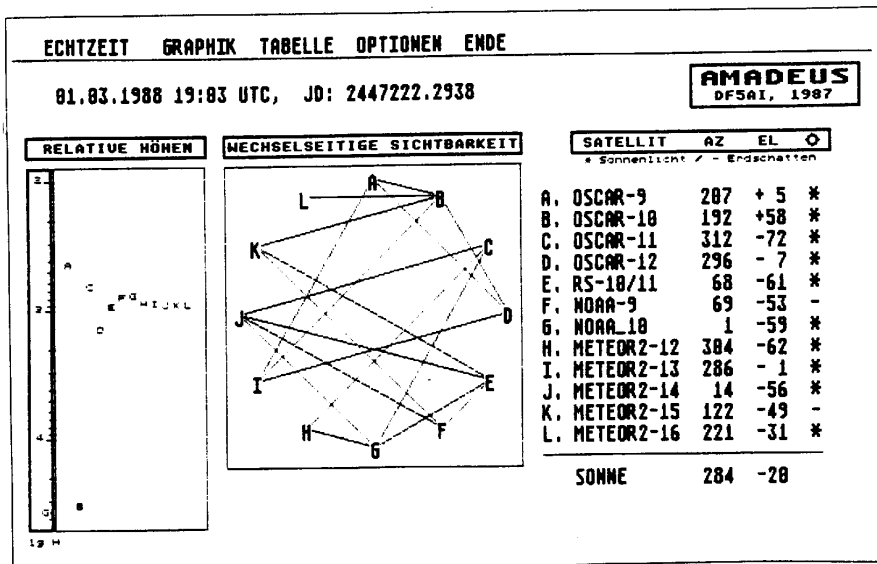 ECHTZEIT GRAPHIK TABELLE OPTIONEN ENDE
01.03.1988 19:03 UTC, JD: 2447222.2938
AMADEUS
DF5AI, 1987
RELATIVE HÖHEN
WECHSELSEITIGE SICHTBARKEIT
SATELLIT AZ EL ☼
* Sonnenlicht / - Erdschatten
A. OSCAR-9 207 + 5 *
B. OSCAR-10 192 +58 *
C. OSCAR-11 312 -72 *
D. OSCAR-12 296 - 7 *
E. RS-10/11 68 -61 *
F. NOAA-9 69 -53 -
G. NOAA_10 1 -59 *
H. METEOR2-12 304 -62 *
I. METEOR2-13 286 - 1 *
J. METEOR2-14 14 -56 *
K. METEOR2-15 122 -49 -
L. METEOR2-16 221 -31 *
SONNE 284 -20
A
B
L
K
C
J
D
I
E
H
F
G
A
C
F G
E H I J K L
D
4
B
lg H